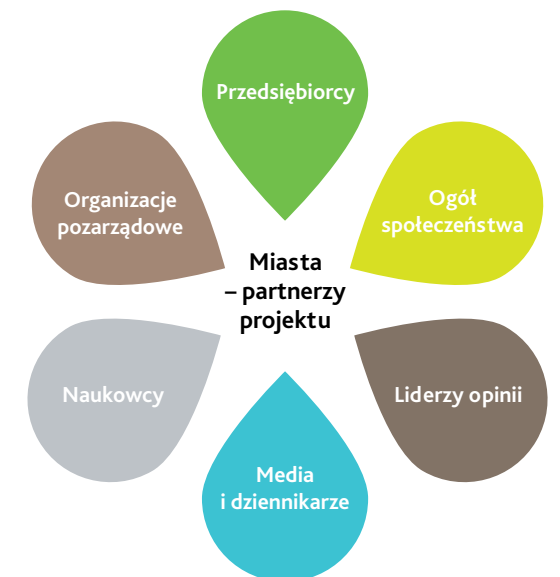 Przedsiębiorcy
Organizacje
pozarządowe
Ogół
społeczeństwa
Miasta
– partnerzy
projektu
Naukowcy
Liderzy opinii
Media
i dziennikarze